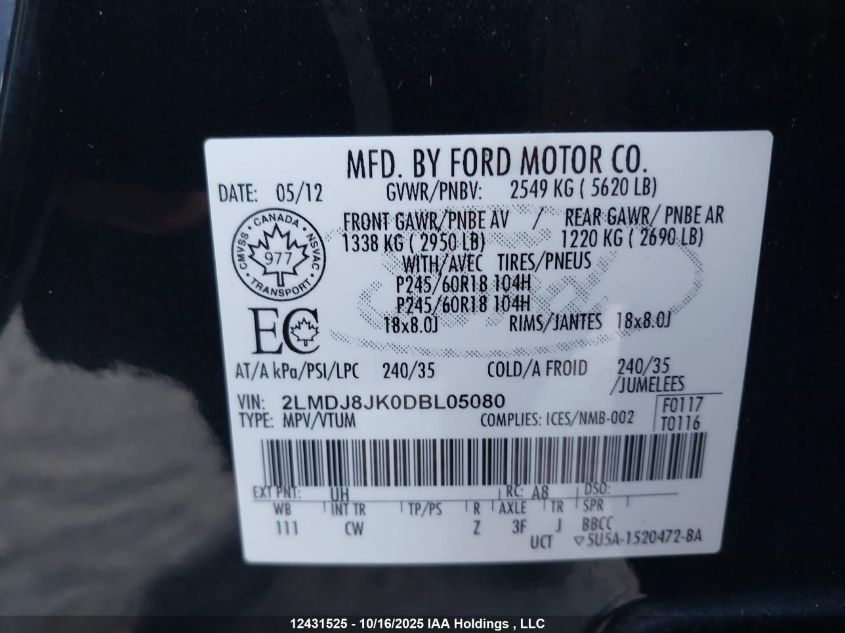 MFD. BY FORD MOTOR CO.
DATE: 05/12 GVWR/PNBV: 2549 KG ( 5620 LB)
FRONT GAWR/PNBE AV / REAR GAWR/ PNBE AR
1338 KG ( 2950 LB) 1220 KG ( 2690 LB)
WITH/AVEC TIRES/PNEUS
P245/60R18 104H
P245/60R18 104H
18x8.0J RIMS/JANTES 18x8.0J
CANADA
CMVSS 977 NSVAC
TRANSPORT
EC
AT/A kPa/PSI/LPC 240/35 COLD/A FROID 240/35
/JUMELEES
VIN: 2LMDJ8JK0DBL05080 F0117
TYPE: MPV/VTUM COMPLIES: ICES/NMB-002 T0116
EXT PNT: UH RC: A8 DSO:
WB INT TR TP/PS R AXLE TR SPR
111 CW Z 3F J BBCC
UCT ▽5U5A-1520472-BA
12431525 - 10/16/2025 IAA Holdings , LLC